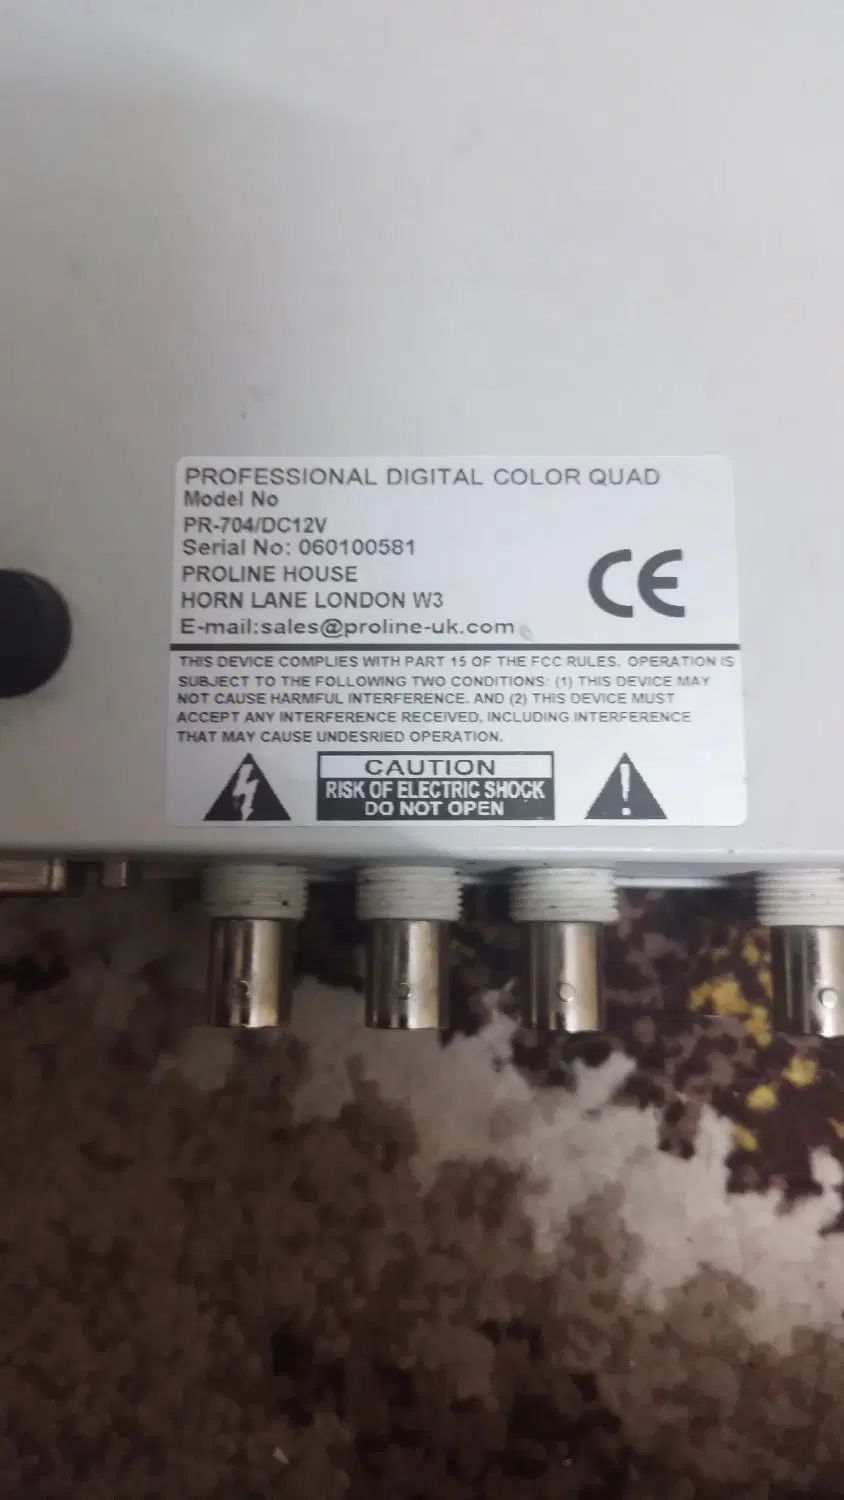 PROFESSIONAL DIGITAL COLOR QUAD
Model No
PR-704/DC12V
Serial No: 060100581
PROLINE HOUSE
HORN LANE LONDON W3
E-mail:sales@proline-uk.com
CE
THIS DEVICE COMPLIES WITH PART 15 OF THE FCC RULES. OPERATION IS
SUBJECT TO THE FOLLOWING TWO CONDITIONS: (1) THIS DEVICE MAY
NOT CAUSE HARMFUL INTERFERENCE. AND (2) THIS DEVICE MUST
ACCEPT ANY INTERFERENCE RECEIVED, INCLUDING INTERFERENCE
THAT MAY CAUSE UNDESRIED OPERATION.
CAUTION
RISK OF ELECTRIC SHOCK
DO NOT OPEN